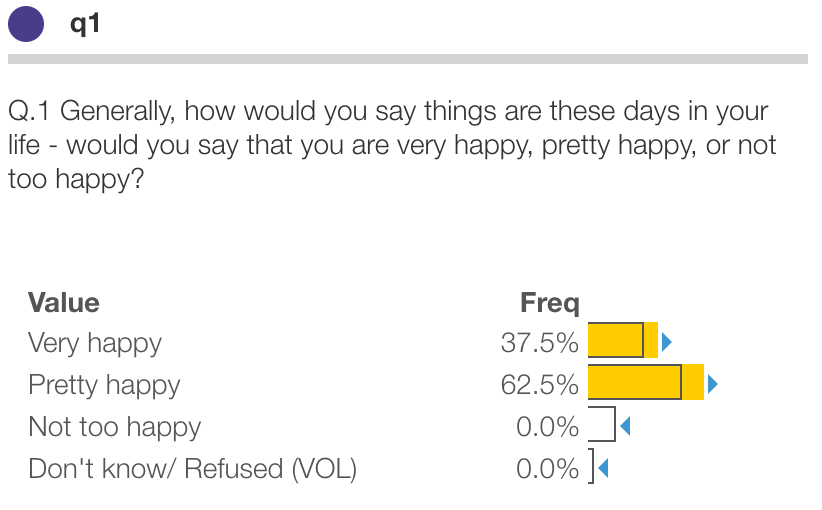 q1
Q.1 Generally, how would you say things are these days in your
life - would you say that you are very happy, pretty happy, or not
too happy?
Value Freq
Very happy 37.5%
Pretty happy 62.5%
Not too happy 0.0%
Don't know/ Refused (VOL) 0.0%